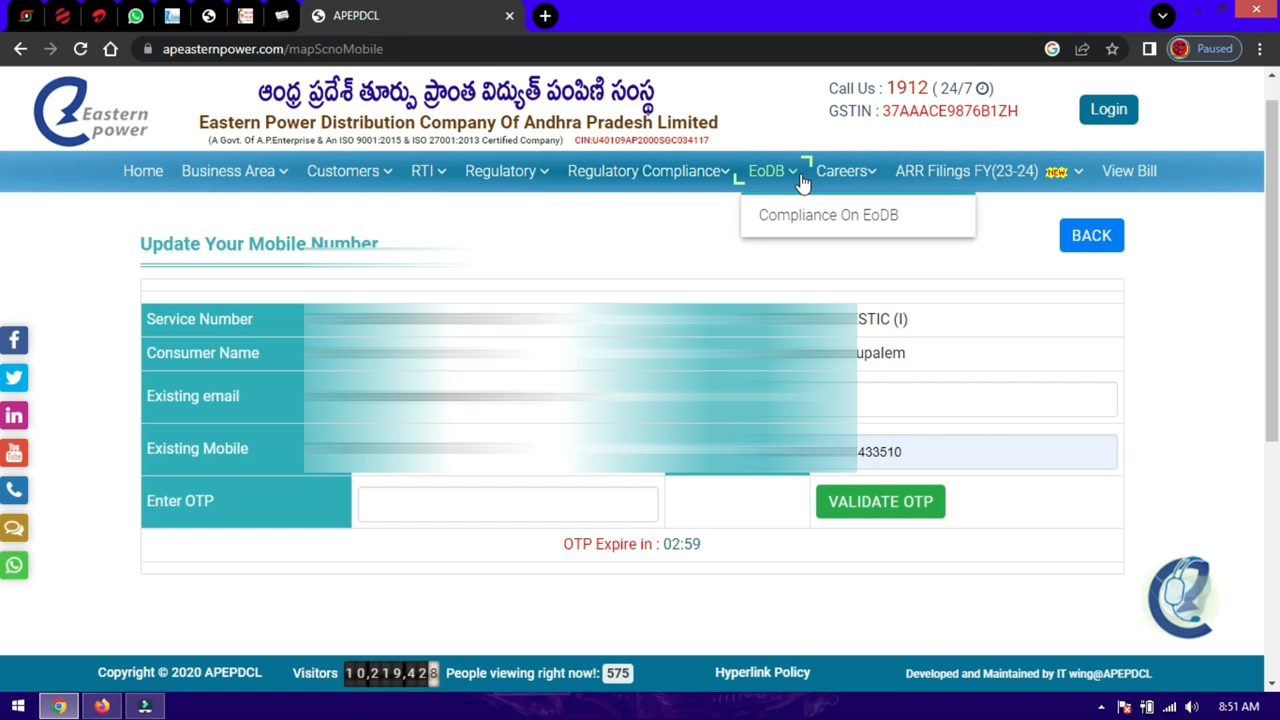 APEPDCL
apeasternpower.com/mapScnoMobile
Paused
Eastern
power
ఆంధ్ర ప్రదేశ్ తూర్పు ప్రాంత విద్యుత్ పంపిణి సంస్థ
Eastern Power Distribution Company Of Andhra Pradesh Limited
(A Govt. Of A.P.Enterprise & An ISO 9001:2015 & ISO 27001:2013 Certified Company) CIN:U40109AP2000SGC034117
Call Us : 1912 ( 24/7 )
GSTIN : 37AAACE9876B1ZH
Login
Home Business Area Customers RTI Regulatory Regulatory Compliance EoDB Careers ARR Filings FY(23-24) NEW View Bill
Compliance On EoDB
Update Your Mobile Number
BACK
Service Number STIC (I)
Consumer Name upalem
Existing email
Existing Mobile 433510
Enter OTP VALIDATE OTP
OTP Expire in : 02:59
Copyright © 2020 APEPDCL Visitors 10,219,428 People viewing right now!: 575 Hyperlink Policy Developed and Maintained by IT wing@APEPDCL
8:51 AM